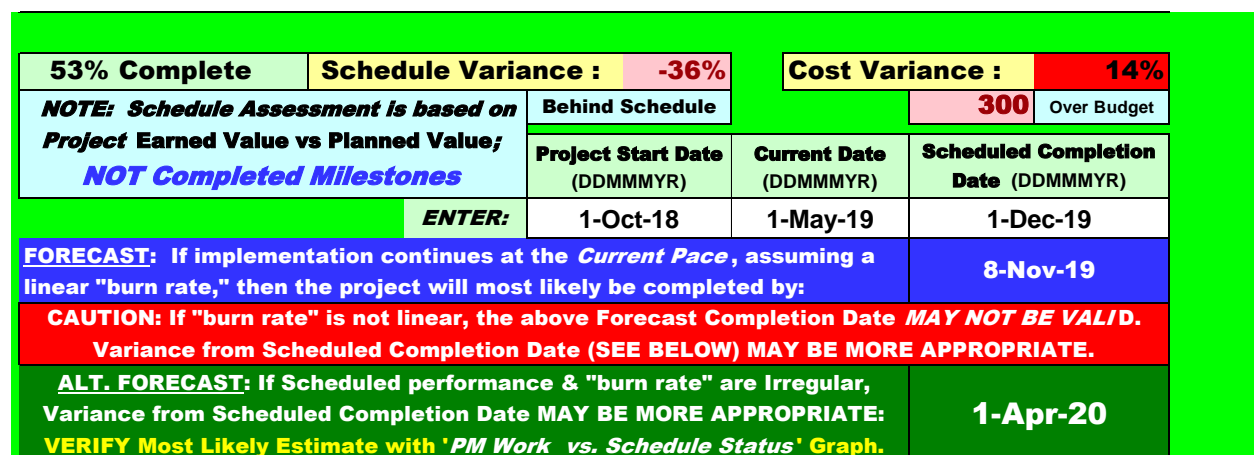 53% Complete Schedule Variance : -36% Cost Variance : 14%
NOTE: Schedule Assessment is based on Behind Schedule 300 Over Budget
Project Earned Value vs Planned Value;
NOT Completed Milestones
Project Start Date Current Date Scheduled Completion
(DDMMMYR) (DDMMMYR) Date (DDMMMYR)
ENTER: 1-Oct-18 1-May-19 1-Dec-19
FORECAST: If implementation continues at the Current Pace, assuming a
linear "burn rate," then the project will most likely be completed by:
8-Nov-19
CAUTION: If "burn rate" is not linear, the above Forecast Completion Date MAY NOT BE VALID.
Variance from Scheduled Completion Date (SEE BELOW) MAY BE MORE APPROPRIATE.
ALT. FORECAST: If Scheduled performance & "burn rate" are Irregular,
Variance from Scheduled Completion Date MAY BE MORE APPROPRIATE:
VERIFY Most Likely Estimate with 'PM Work vs. Schedule Status' Graph.
1-Apr-20